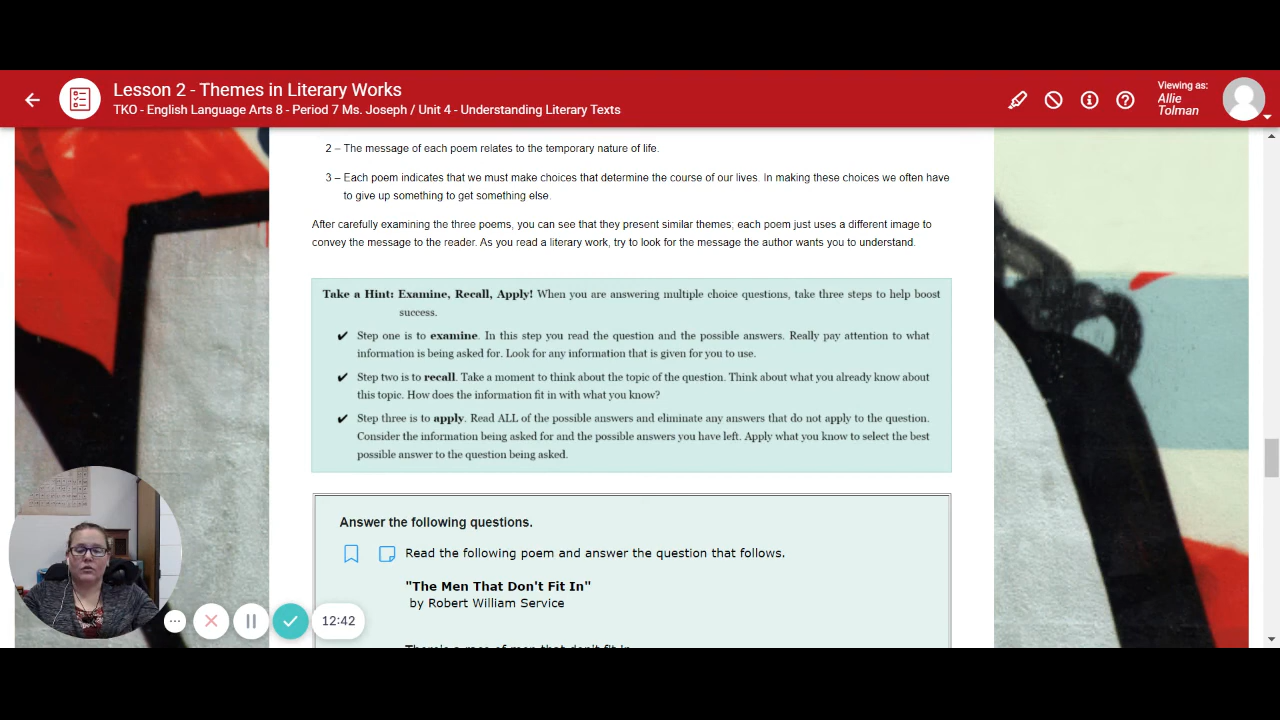 Lesson 2 - Themes in Literary Works
TKO - English Language Arts 8 - Period 7 Ms. Joseph / Unit 4 - Understanding Literary Texts
Viewing as:
Allie
Tolman
2 – The message of each poem relates to the temporary nature of life.
3 – Each poem indicates that we must make choices that determine the course of our lives. In making these choices we often have
to give up something to get something else.
After carefully examining the three poems, you can see that they present similar themes; each poem just uses a different image to
convey the message to the reader. As you read a literary work, try to look for the message the author wants you to understand.
Take a Hint: Examine, Recall, Apply! When you are answering multiple choice questions, take three steps to help boost
success.
✔ Step one is to examine. In this step you read the question and the possible answers. Really pay attention to what
information is being asked for. Look for any information that is given for you to use.
✔ Step two is to recall. Take a moment to think about the topic of the question. Think about what you already know about
this topic. How does the information fit in with what you know?
✔ Step three is to apply. Read ALL of the possible answers and eliminate any answers that do not apply to the question.
Consider the information being asked for and the possible answers you have left. Apply what you know to select the best
possible answer to the question being asked.
Answer the following questions.
Read the following poem and answer the question that follows.
"The Men That Don't Fit In"
by Robert William Service
There's a race of men that don't fit in
12:42